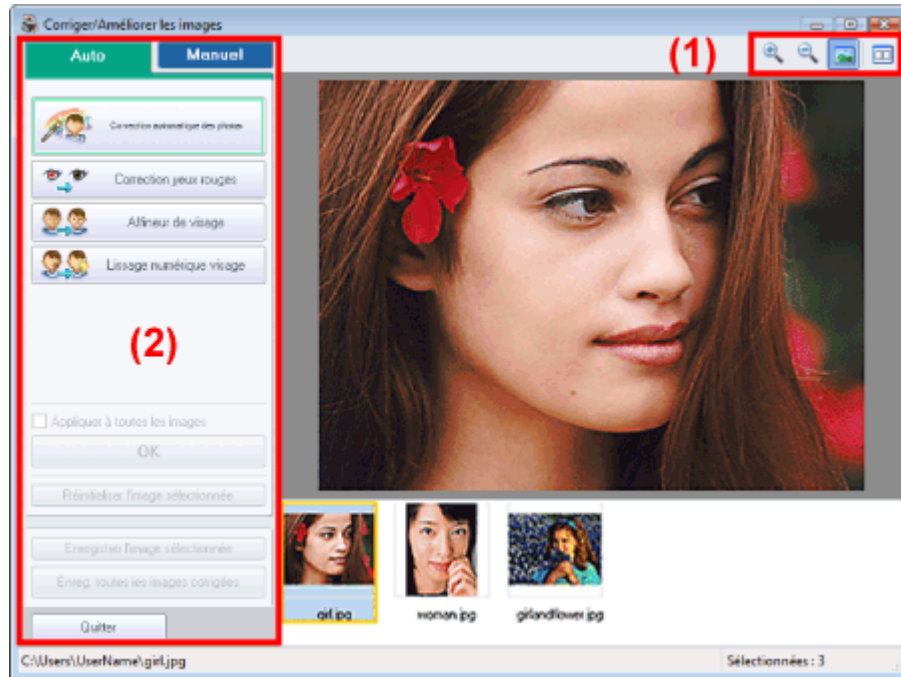 Corriger/Améliorer les images
Auto
Manuel
(1)
Correction automatique des photos
Correction yeux rouges
Affineur de visage
Lissage numérique visage
(2)
Appliquer à toutes les images
OK
Réinitialiser l'image sélectionnée
Enregistrer l'image sélectionnée
Enreg. toutes les images corrigées
Quitter
girl.jpg
woman.jpg
girlandflower.jpg
C:\Users\UserName\girl.jpg
Sélectionnées : 3